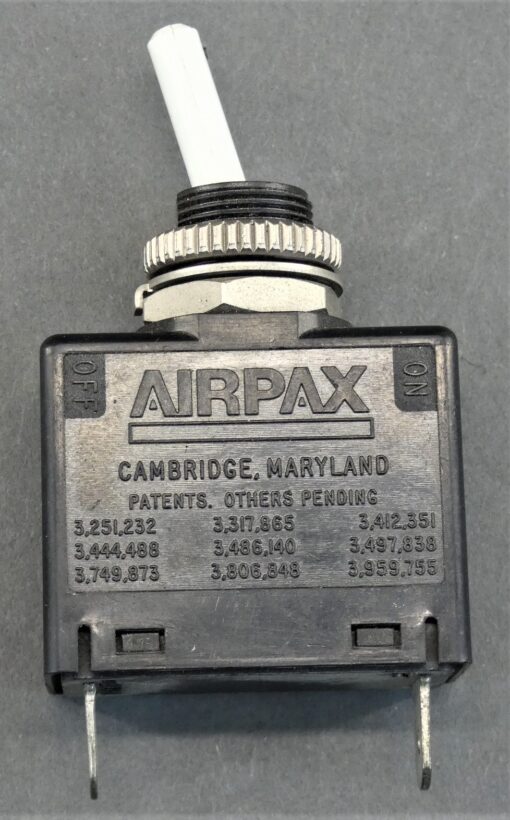 OFF
AIRPAX
ON
CAMBRIDGE, MARYLAND
PATENTS. OTHERS PENDING
3,251,232 3,317,865 3,412,351
3,444,488 3,486,140 3,497,838
3,749,873 3,806,848 3,959,755